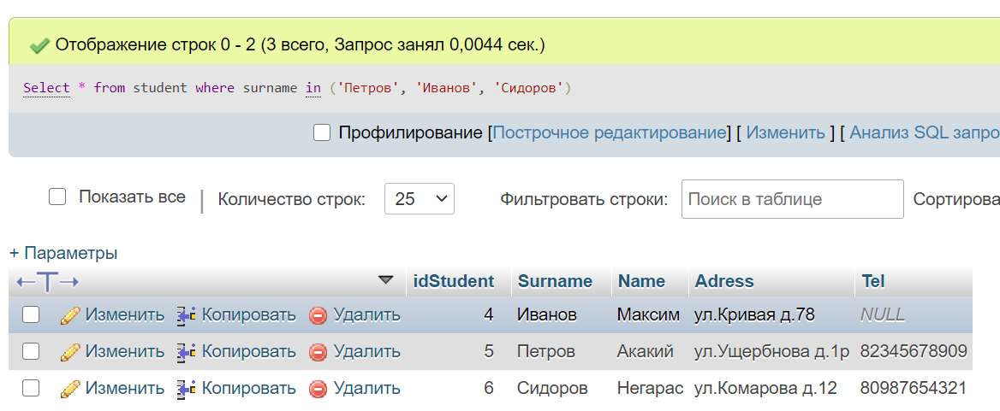 Отображение строк 0 - 2 (3 всего, Запрос занял 0,0044 сек.)
Select * from student where surname in ('Петров', 'Иванов', 'Сидоров')
Профилирование [Построчное редактирование] [ Изменить ] [ Анализ SQL запро
Показать все | Количество строк: 25 Фильтровать строки: Поиск в таблице Сортирова
+ Параметры
←T→ idStudent Surname Name Adress Tel
Изменить Копировать Удалить 4 Иванов Максим ул.Кривая д.78 NULL
Изменить Копировать Удалить 5 Петров Акакий ул.Ущербнова д.1р 82345678909
Изменить Копировать Удалить 6 Сидоров Негарас ул.Комарова д.12 80987654321